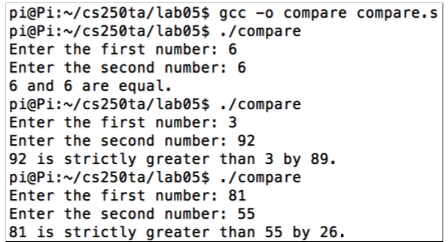 pi@Pi:~/cs250ta/lab05$ gcc -o compare compare.s
pi@Pi:~/cs250ta/lab05$ ./compare
Enter the first number: 6
Enter the second number: 6
6 and 6 are equal.
pi@Pi:~/cs250ta/lab05$ ./compare
Enter the first number: 3
Enter the second number: 92
92 is strictly greater than 3 by 89.
pi@Pi:~/cs250ta/lab05$ ./compare
Enter the first number: 81
Enter the second number: 55
81 is strictly greater than 55 by 26.